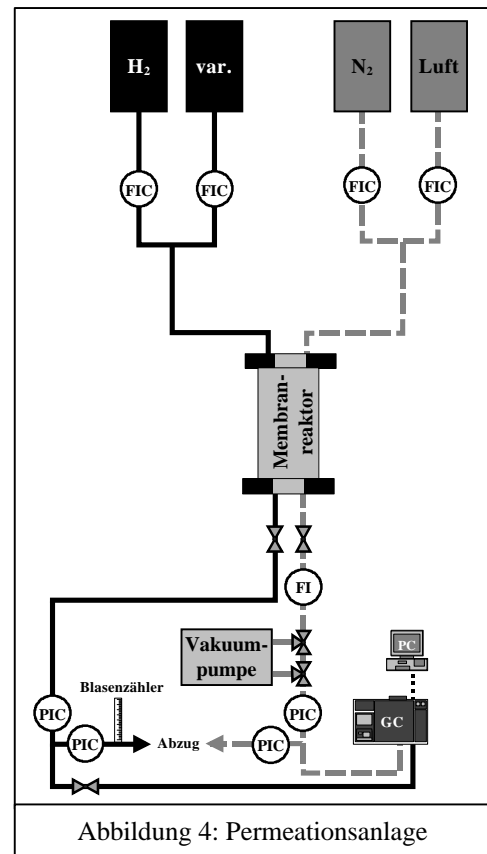 H₂ var. N₂ Luft
FIC FIC FIC FIC
Membran-
reaktor
FI
Vakuum-
pumpe
PC
Blasenzähler
PIC PIC GC
PIC Abzug PIC
Abbildung 4: Permeationsanlage